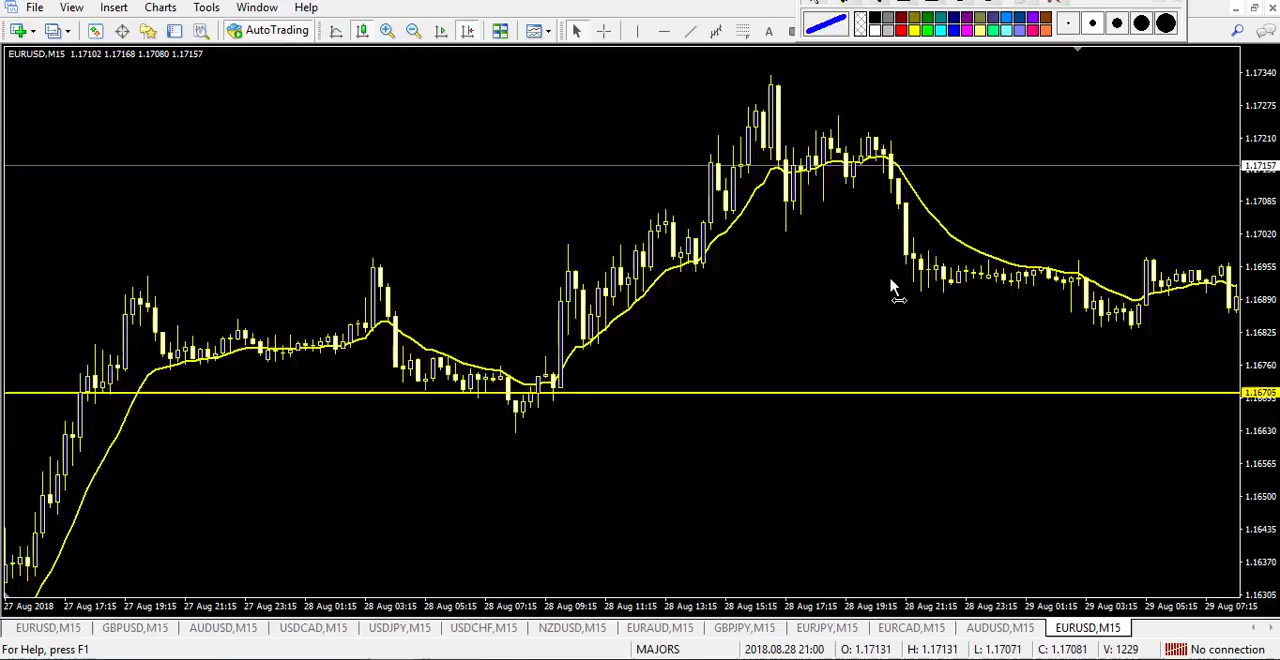 File View Insert Charts Tools Window Help
AutoTrading A
EURUSD,M15 1.17102 1.17168 1.17080 1.17157
1.17340
1.17275
1.17210
1.17157
1.17085
1.17020
1.16955
1.16890
1.16825
1.16760
1.16705
1.16630
1.16565
1.16500
1.16435
1.16370
1.16305
27 Aug 2018 27 Aug 17:15 27 Aug 19:15 27 Aug 21:15 27 Aug 23:15 28 Aug 01:15 28 Aug 03:15 28 Aug 05:15 28 Aug 07:15 28 Aug 09:15 28 Aug 11:15 28 Aug 13:15 28 Aug 15:15 28 Aug 17:15 28 Aug 19:15 28 Aug 21:15 28 Aug 23:15 29 Aug 01:15 29 Aug 03:15 29 Aug 05:15 29 Aug 07:15
EURUSD,M15 GBPUSD,M15 AUDUSD,M15 USDCAD,M15 USDJPY,M15 USDCHF,M15 NZDUSD,M15 EURAUD,M15 GBPJPY,M15 EURJPY,M15 EURCAD,M15 AUDUSD,M15 EURUSD,M15
For Help, press F1 MAJORS 2018.08.28 21:00 O: 1.17131 H: 1.17131 L: 1.17071 C: 1.17081 V: 1229 No connection